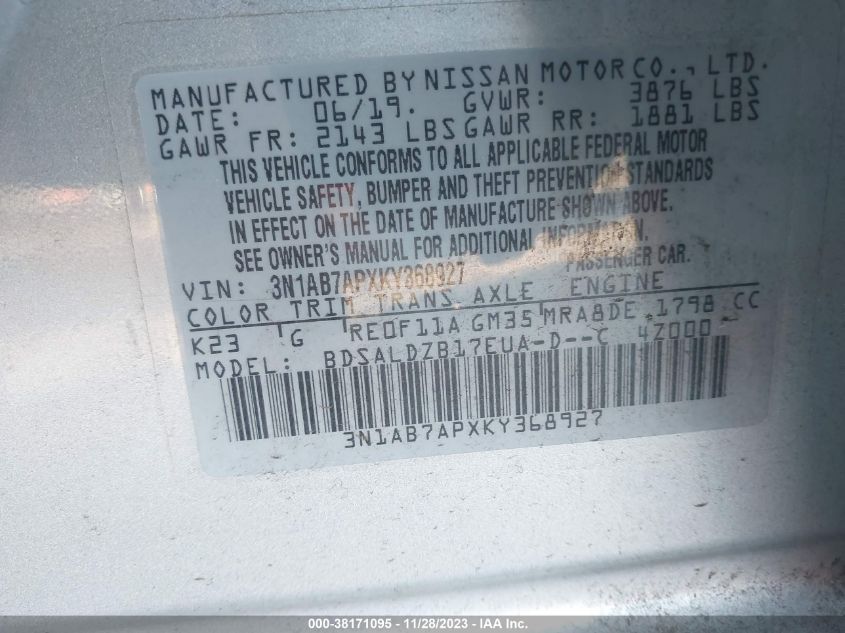 MANUFACTURED BY NISSAN MOTOR CO., LTD.
DATE: 06/19. GVWR: 3876 LBS
GAWR FR: 2143 LBS GAWR RR: 1881 LBS
THIS VEHICLE CONFORMS TO ALL APPLICABLE FEDERAL MOTOR
VEHICLE SAFETY, BUMPER AND THEFT PREVENTION STANDARDS
IN EFFECT ON THE DATE OF MANUFACTURE SHOWN ABOVE.
SEE OWNER'S MANUAL FOR ADDITIONAL INFORMATION.
VIN: 3N1AB7APXKY368927 PASSENGER CAR.
COLOR TRIM TRANS AXLE ENGINE
K23 G RE0F11A GM35 MRA8DE 1798 CC
MODEL: BDSALDZB17EUA-D--C 4Z000
3N1AB7APXKY368927
000-38171095 - 11/28/2023 - IAAI.com